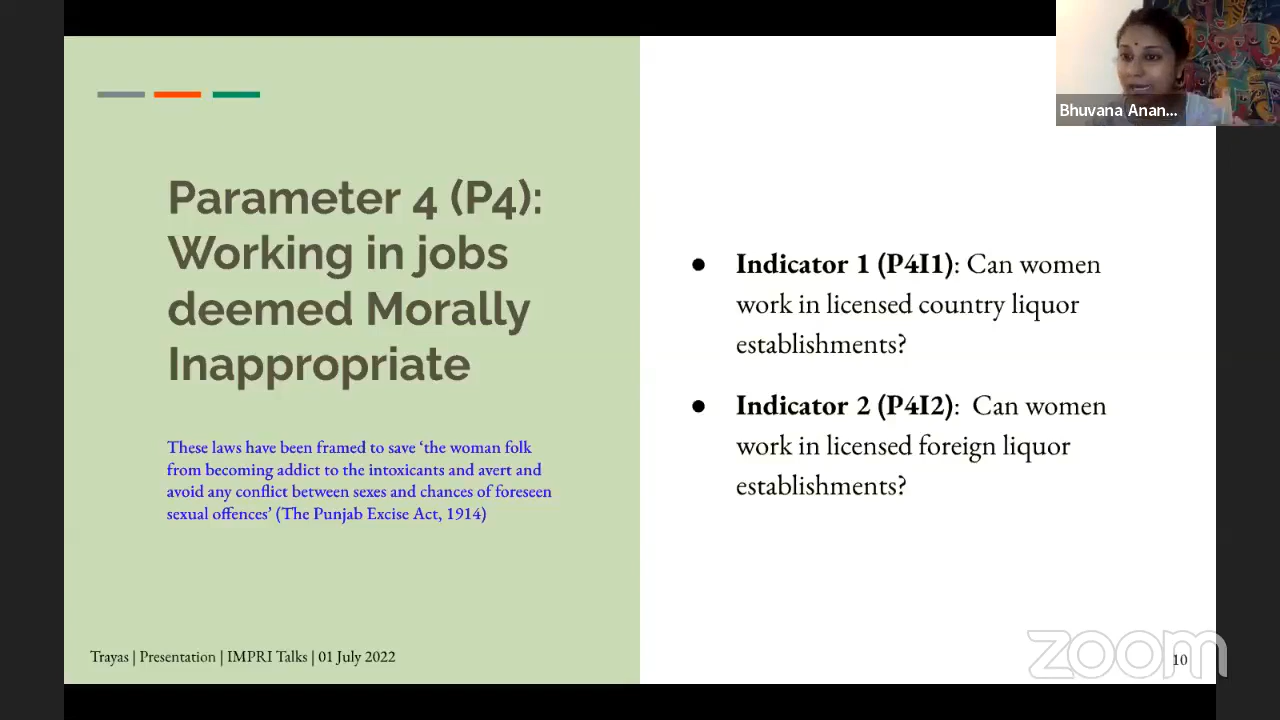 Bhuvana Anan...
Parameter 4 (P4):
Working in jobs
deemed Morally
Inappropriate
These laws have been framed to save ‘the woman folk
from becoming addict to the intoxicants and avert and
avoid any conflict between sexes and chances of foreseen
sexual offences’ (The Punjab Excise Act, 1914)
● Indicator 1 (P4I1): Can women
work in licensed country liquor
establishments?
● Indicator 2 (P4I2):  Can women
work in licensed foreign liquor
establishments?
Trayas | Presentation | IMPRI Talks | 01 July 2022
zoom
10